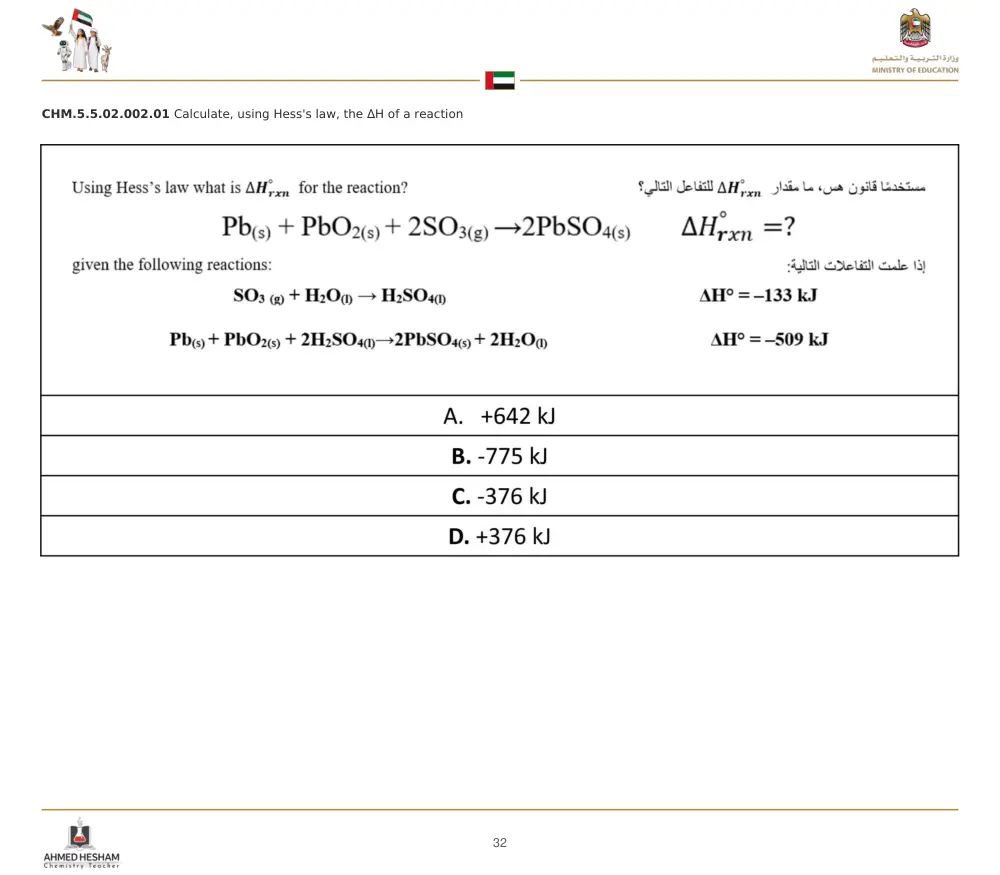 وزارة التربية والتعليم
MINISTRY OF EDUCATION
CHM.5.5.02.002.01 Calculate, using Hess's law, the ΔH of a reaction
Using Hess's law what is ΔH°rxn for the reaction? مستخدمًا قانون هس، ما مقدار ΔH°rxn للتفاعل التالي؟
Pb(s) + PbO2(s) + 2SO3(g) →2PbSO4(s) ΔH°rxn =?
given the following reactions: إذا علمت التفاعلات التالية:
SO3 (g) + H2O(l) → H2SO4(l) ΔH° = –133 kJ
Pb(s) + PbO2(s) + 2H2SO4(l)→2PbSO4(s) + 2H2O(l) ΔH° = –509 kJ
A. +642 kJ
B. -775 kJ
C. -376 kJ
D. +376 kJ
32
AHMED HESHAM
Chemistry Teacher